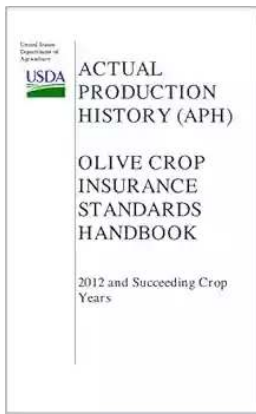 United States
Department of
Agriculture
USDA
ACTUAL
PRODUCTION
HISTORY (APH)
OLIVE CROP
INSURANCE
STANDARDS
HANDBOOK
2012 and Succeeding Crop
Years